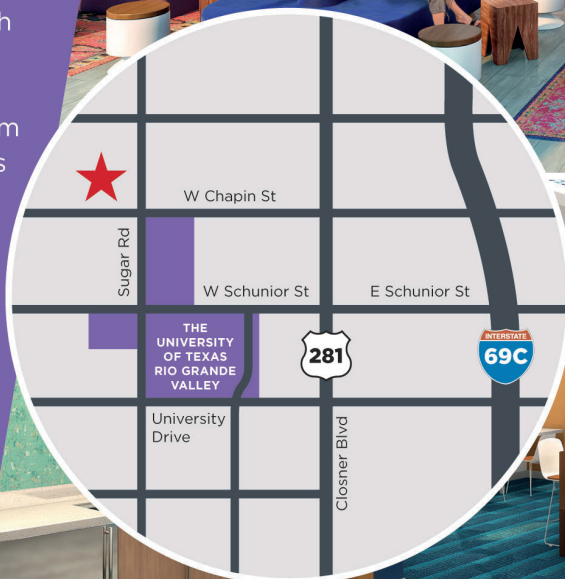 h
m
s
W Chapin St
Sugar Rd
W Schunior St
E Schunior St
THE
UNIVERSITY
OF TEXAS
RIO GRANDE
VALLEY
281
INTERSTATE
69C
University
Drive
Closner Blvd